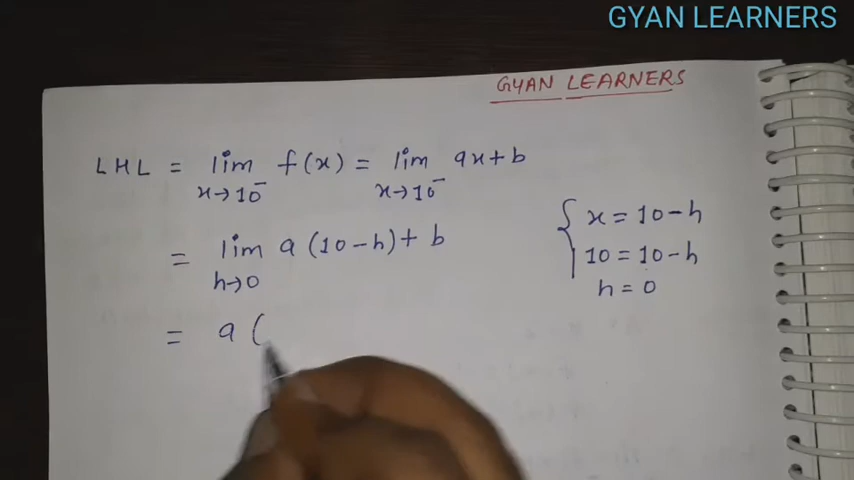 GYAN LEARNERS
GYAN LEARNERS
LHL = lim f(x) = lim ax+b
x→10⁻ x→10⁻
= lim a(10-h)+b
h→0
= a(
x=10-h
10=10-h
h=0